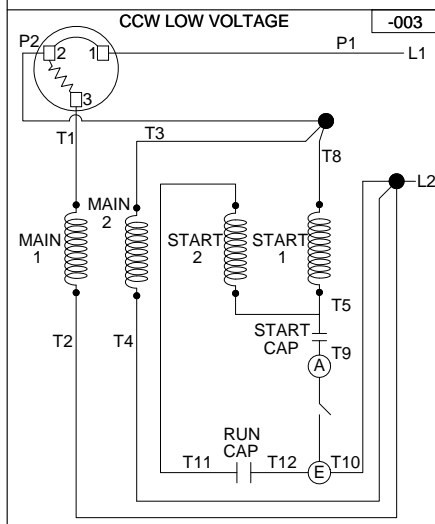 CCW LOW VOLTAGE
-003
P2
2
1
P1
L1
3
T1
T3
T8
L2
MAIN
1
MAIN
2
START
2
START
1
T5
START
CAP
T9
A
T2
T4
RUN
CAP
T11
T12
E
T10